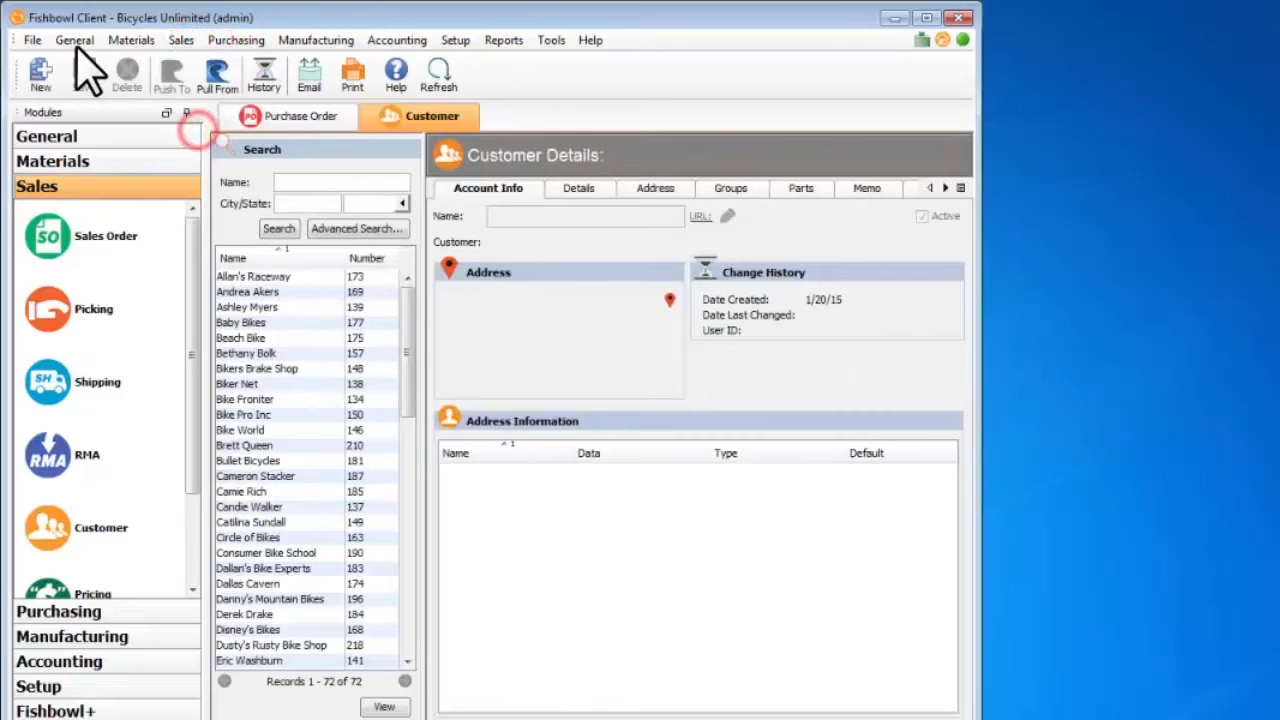 Fishbowl Client - Bicycles Unlimited (admin)
File General Materials Sales Purchasing Manufacturing Accounting Setup Reports Tools Help
New Delete Push To Pull From History Email Print Help Refresh
Modules
General
Materials
Sales
SO Sales Order
Picking
SH Shipping
RMA RMA
Customer
Pricing
Purchasing
Manufacturing
Accounting
Setup
Fishbowl+
PO Purchase Order
Customer
Search
Name:
City/State:
Search Advanced Search...
1
Name Number
Allan's Raceway 173
Andrea Akers 169
Ashley Myers 139
Baby Bikes 177
Beach Bike 175
Bethany Bolk 157
Bikers Brake Shop 148
Biker Net 138
Bike Froniter 134
Bike Pro Inc 150
Bike World 146
Brett Queen 210
Bullet Bicycles 181
Cameron Stacker 187
Camie Rich 185
Candie Walker 137
Catilina Sundall 149
Circle of Bikes 163
Consumer Bike School 190
Dallan's Bike Experts 183
Dallas Cavern 174
Danny's Mountain Bikes 196
Derek Drake 184
Disney's Bikes 168
Dusty's Rusty Bike Shop 218
Eric Washburn 141
Records 1 - 72 of 72
View
Customer Details:
Account Info Details Address Groups Parts Memo
Name: URL: Active
Customer:
Address
Change History
Date Created: 1/20/15
Date Last Changed:
User ID:
Address Information
1
Name Data Type Default